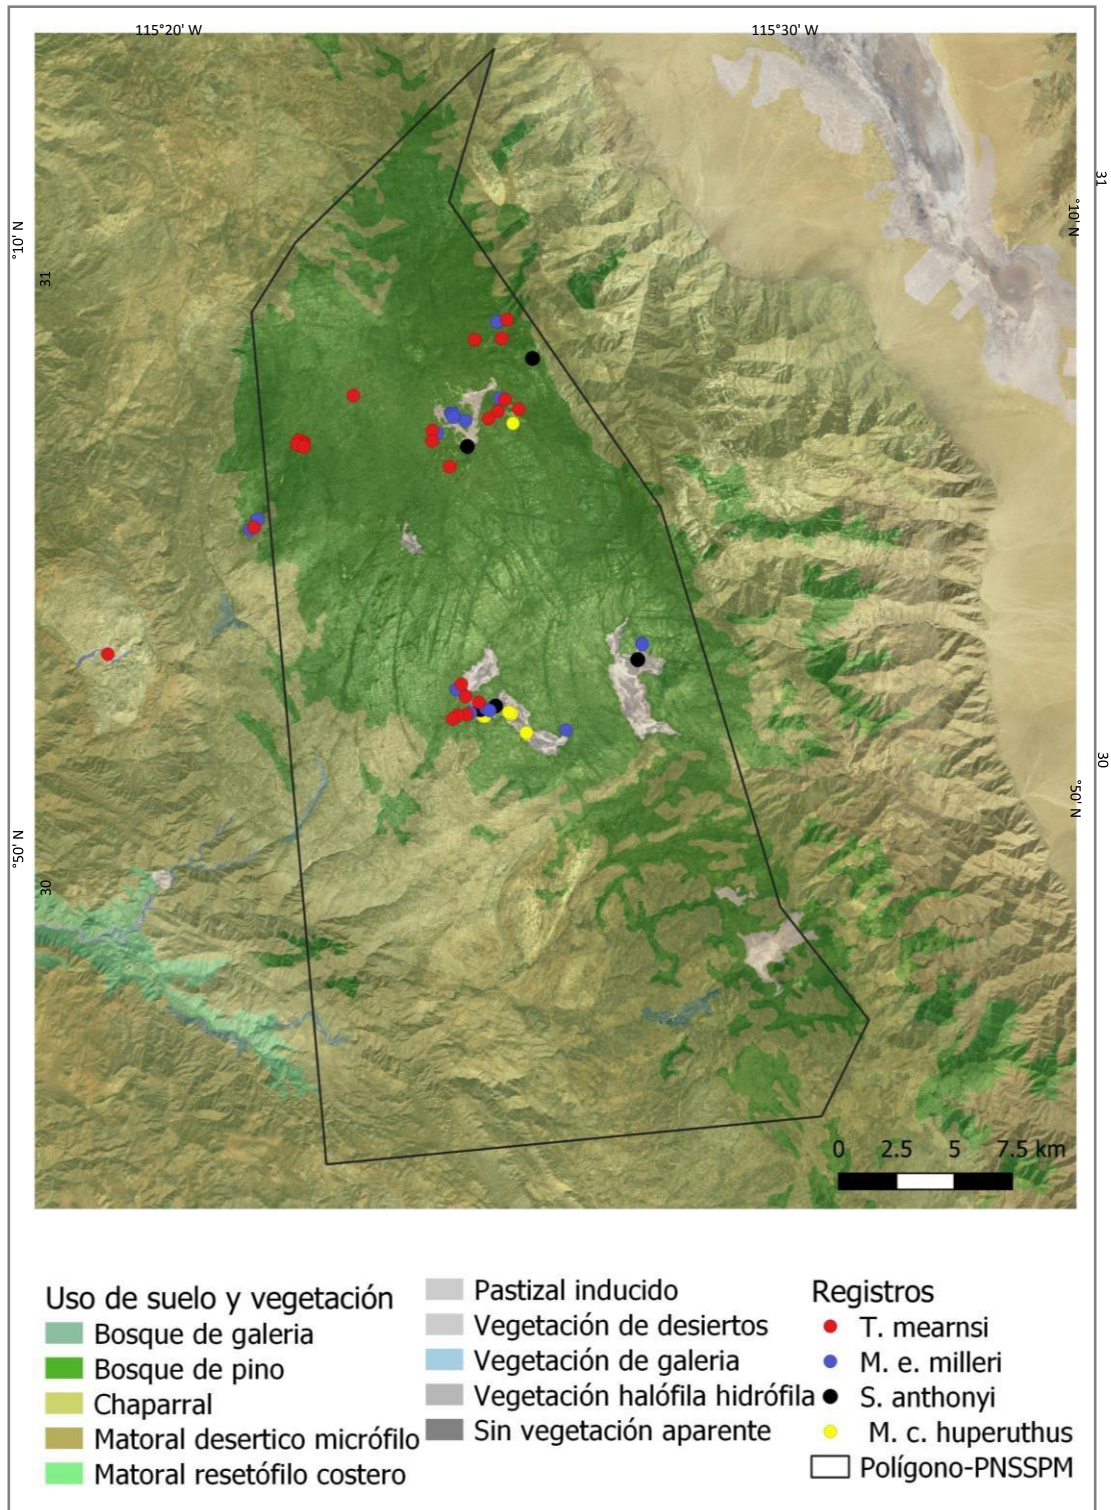 115°20' W
115°30' W
31
°10' N
31
°10' N
30
°50' N
30
°50' N
0 2.5 5 7.5 km
Uso de suelo y vegetación
Bosque de galeria
Bosque de pino
Chaparral
Matoral desertico micrófilo
Matoral resetófilo costero
Pastizal inducido
Vegetación de desiertos
Vegetación de galeria
Vegetación halófila hidrófila
Sin vegetación aparente
Registros
T. mearnsi
M. e. milleri
S. anthonyi
M. c. huperuthus
Polígono-PNSSPM